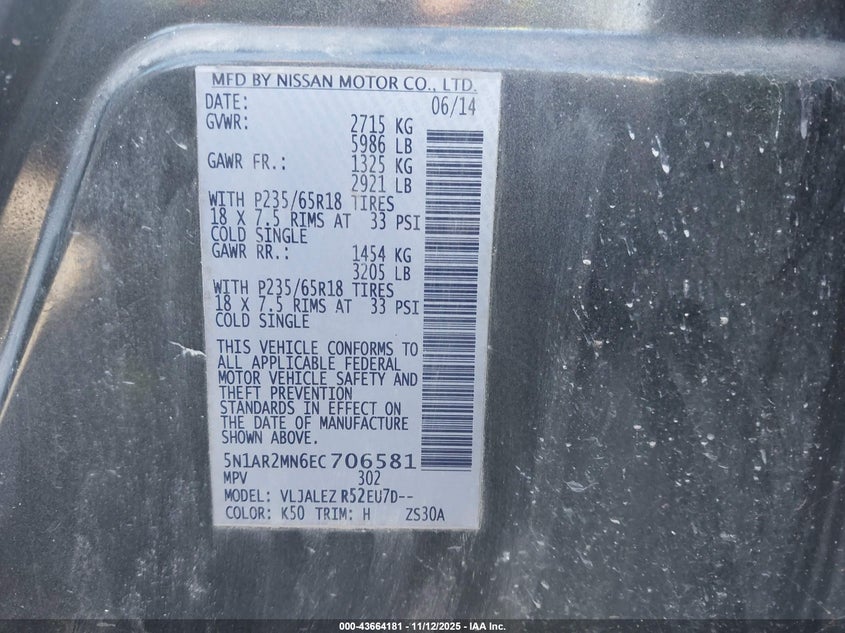 MFD BY NISSAN MOTOR CO., LTD.
DATE: 06/14
GVWR: 2715 KG
5986 LB
GAWR FR.: 1325 KG
2921 LB
WITH P235/65R18 TIRES
18 X 7.5 RIMS AT 33 PSI
COLD SINGLE
GAWR RR.: 1454 KG
3205 LB
WITH P235/65R18 TIRES
18 X 7.5 RIMS AT 33 PSI
COLD SINGLE
THIS VEHICLE CONFORMS TO
ALL APPLICABLE FEDERAL
MOTOR VEHICLE SAFETY AND
THEFT PREVENTION
STANDARDS IN EFFECT ON
THE DATE OF MANUFACTURE
SHOWN ABOVE.
5N1AR2MN6EC706581
MPV 302
MODEL: VLJALEZ R52EU7D--
COLOR: K50 TRIM: H ZS30A
000-43664181 - 11/12/2025 - IAA Inc.